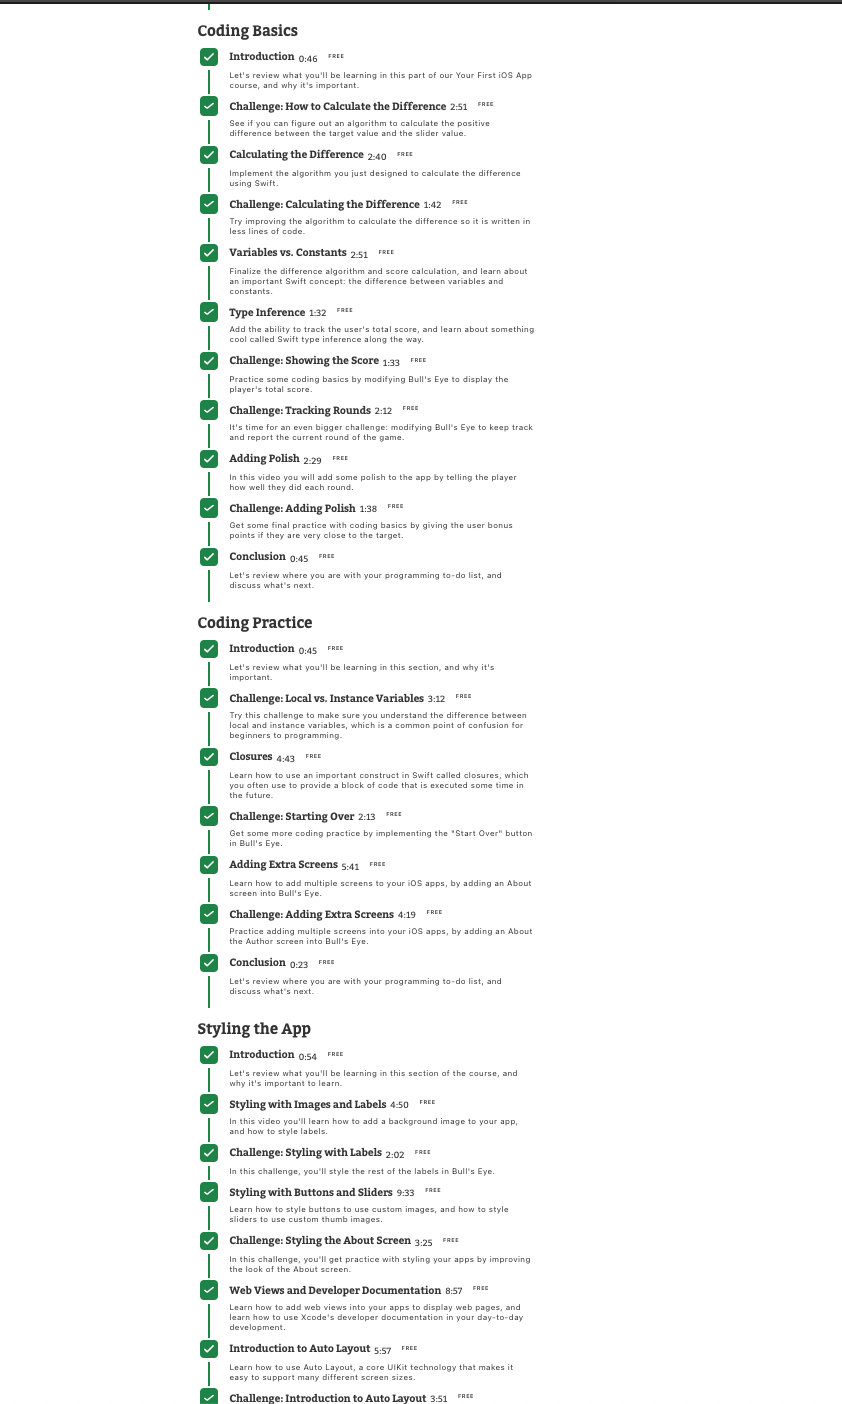 Coding Basics
Introduction 0:46 FREE
Let's review what you'll be learning in this part of our Your First iOS App
course, and why it's important.
Challenge: How to Calculate the Difference 2:51 FREE
See if you can figure out an algorithm to calculate the positive
difference between the target value and the slider value.
Calculating the Difference 2:40 FREE
Implement the algorithm you just designed to calculate the difference
using Swift.
Challenge: Calculating the Difference 1:42 FREE
Try improving the algorithm to calculate the difference so it is written in
less lines of code.
Variables vs. Constants 2:51 FREE
Finalize the difference algorithm and score calculation, and learn about
an important Swift concept: the difference between variables and
constants.
Type Inference 1:32 FREE
Add the ability to track the user's total score, and learn about something
cool called Swift type inference along the way.
Challenge: Showing the Score 1:33 FREE
Practice some coding basics by modifying Bull's Eye to display the
player's total score.
Challenge: Tracking Rounds 2:12 FREE
It's time for an even bigger challenge: modifying Bull's Eye to keep track
and report the current round of the game.
Adding Polish 2:29 FREE
In this video you will add some polish to the app by telling the player
how well they did each round.
Challenge: Adding Polish 1:38 FREE
Get some final practice with coding basics by giving the user bonus
points if they are very close to the target.
Conclusion 0:45 FREE
Let's review where you are with your programming to-do list, and
discuss what's next.
Coding Practice
Introduction 0:45 FREE
Let's review what you'll be learning in this section, and why it's
important.
Challenge: Local vs. Instance Variables 3:12 FREE
Try this challenge to make sure you understand the difference between
local and instance variables, which is a common point of confusion for
beginners to programming.
Closures 4:43 FREE
Learn how to use an important construct in Swift called closures, which
you often use to provide a block of code that is executed some time in
the future.
Challenge: Starting Over 2:13 FREE
Get some more coding practice by implementing the "Start Over" button
in Bull's Eye.
Adding Extra Screens 5:41 FREE
Learn how to add multiple screens to your iOS apps, by adding an About
screen into Bull's Eye.
Challenge: Adding Extra Screens 4:19 FREE
Practice adding multiple screens into your iOS apps, by adding an About
the Author screen into Bull's Eye.
Conclusion 0:23 FREE
Let's review where you are with your programming to-do list, and
discuss what's next.
Styling the App
Introduction 0:54 FREE
Let's review what you'll be learning in this section of the course, and
why it's important to learn.
Styling with Images and Labels 4:50 FREE
In this video you'll learn how to add a background image to your app,
and how to style labels.
Challenge: Styling with Labels 2:02 FREE
In this challenge, you'll style the rest of the labels in Bull's Eye.
Styling with Buttons and Sliders 9:33 FREE
Learn how to style buttons to use custom images, and how to style
sliders to use custom thumb images.
Challenge: Styling the About Screen 3:25 FREE
In this challenge, you'll get practice with styling your apps by improving
the look of the About screen.
Web Views and Developer Documentation 8:57 FREE
Learn how to add web views into your apps to display web pages, and
learn how to use Xcode's developer documentation in your day-to-day
development.
Introduction to Auto Layout 5:57 FREE
Learn how to use Auto Layout, a core UIKit technology that makes it
easy to support many different screen sizes.
Challenge: Introduction to Auto Layout 3:51 FREE